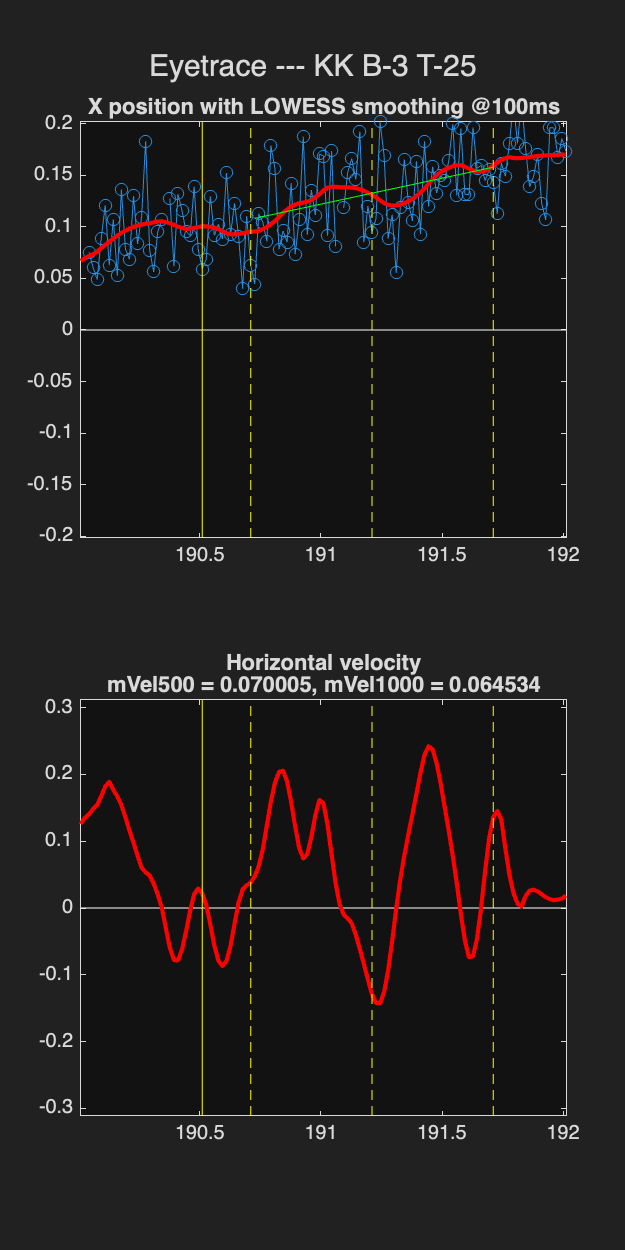 Eyetrace --- KK B-3 T-25
X position with LOWESS smoothing @100ms
0.2
0.15
0.1
0.05
0
-0.05
-0.1
-0.15
-0.2
190.5 191 191.5 192
Horizontal velocity
mVel500 = 0.070005, mVel1000 = 0.064534
0.3
0.2
0.1
0
-0.1
-0.2
-0.3
190.5 191 191.5 192